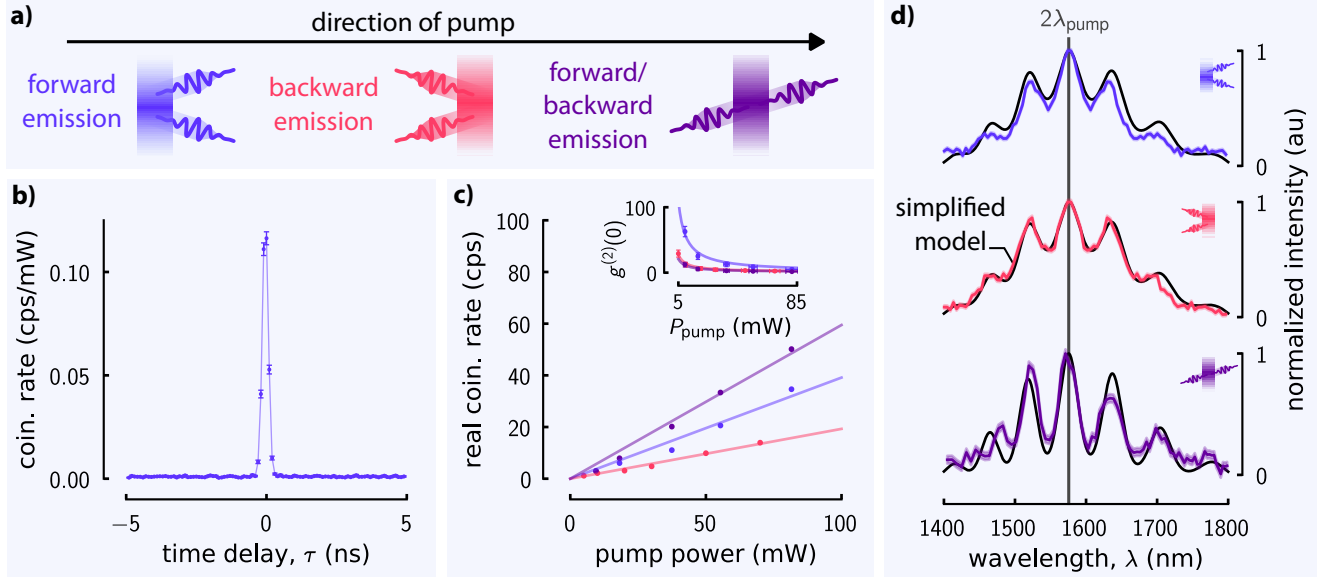 a)
direction of pump
forward
emission
backward
emission
forward/
backward
emission
b)
coin. rate (cps/mW)
0.10
0.05
0.00
−5
0
5
time delay, τ (ns)
c)
real coin. rate (cps)
100
80
60
40
20
0
0
50
100
pump power (mW)
g⁽²⁾(0)
100
0
5
85
P_pump (mW)
d)
2λ_pump
1
0
simplified
model
1
0
1
0
normalized intensity (au)
1400
1500
1600
1700
1800
wavelength, λ (nm)